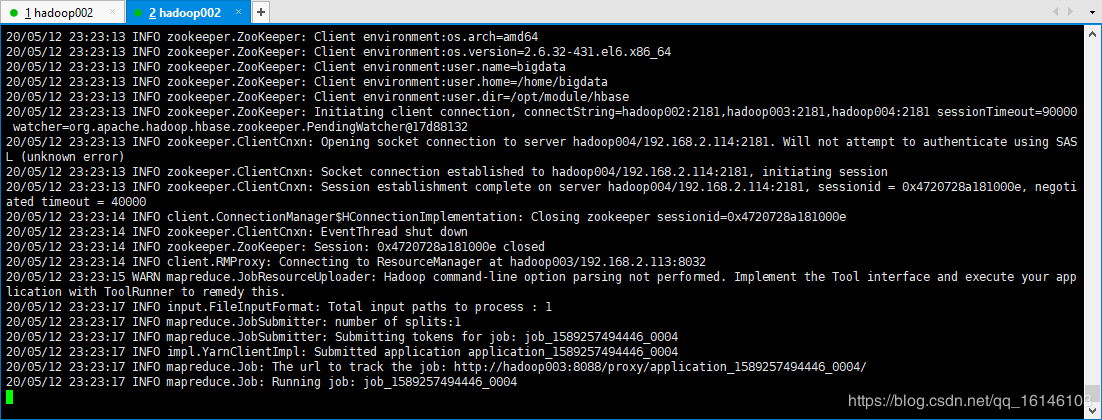 1 hadoop002
2 hadoop002
20/05/12 23:23:13 INFO zookeeper.ZooKeeper: Client environment:os.arch=amd64
20/05/12 23:23:13 INFO zookeeper.ZooKeeper: Client environment:os.version=2.6.32-431.el6.x86_64
20/05/12 23:23:13 INFO zookeeper.ZooKeeper: Client environment:user.name=bigdata
20/05/12 23:23:13 INFO zookeeper.ZooKeeper: Client environment:user.home=/home/bigdata
20/05/12 23:23:13 INFO zookeeper.ZooKeeper: Client environment:user.dir=/opt/module/hbase
20/05/12 23:23:13 INFO zookeeper.ZooKeeper: Initiating client connection, connectString=hadoop002:2181,hadoop003:2181,hadoop004:2181 sessionTimeout=90000
watcher=org.apache.hadoop.hbase.zookeeper.PendingWatcher@17d88132
20/05/12 23:23:13 INFO zookeeper.ClientCnxn: Opening socket connection to server hadoop004/192.168.2.114:2181. Will not attempt to authenticate using SAS
L (unknown error)
20/05/12 23:23:13 INFO zookeeper.ClientCnxn: Socket connection established to hadoop004/192.168.2.114:2181, initiating session
20/05/12 23:23:13 INFO zookeeper.ClientCnxn: Session establishment complete on server hadoop004/192.168.2.114:2181, sessionid = 0x4720728a181000e, negoti
ated timeout = 40000
20/05/12 23:23:14 INFO client.ConnectionManager$HConnectionImplementation: Closing zookeeper sessionid=0x4720728a181000e
20/05/12 23:23:14 INFO zookeeper.ClientCnxn: EventThread shut down
20/05/12 23:23:14 INFO zookeeper.ZooKeeper: Session: 0x4720728a181000e closed
20/05/12 23:23:14 INFO client.RMProxy: Connecting to ResourceManager at hadoop003/192.168.2.113:8032
20/05/12 23:23:15 WARN mapreduce.JobResourceUploader: Hadoop command-line option parsing not performed. Implement the Tool interface and execute your app
lication with ToolRunner to remedy this.
20/05/12 23:23:17 INFO input.FileInputFormat: Total input paths to process : 1
20/05/12 23:23:17 INFO mapreduce.JobSubmitter: number of splits:1
20/05/12 23:23:17 INFO mapreduce.JobSubmitter: Submitting tokens for job: job_1589257494446_0004
20/05/12 23:23:17 INFO impl.YarnClientImpl: Submitted application application_1589257494446_0004
20/05/12 23:23:17 INFO mapreduce.Job: The url to track the job: http://hadoop003:8088/proxy/application_1589257494446_0004/
20/05/12 23:23:17 INFO mapreduce.Job: Running job: job_1589257494446_0004
https://blog.csdn.net/qq_16146103